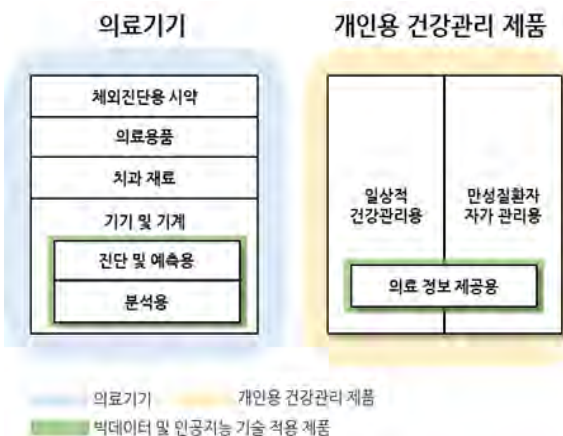 의료기기
개인용 건강관리 제품
체외진단용 시약
의료용품
치과 재료
기기 및 기계
진단 및 예측용
분석용
일상적
건강관리용
만성질환자
자가 관리용
의료 정보 제공용
의료기기
개인용 건강관리 제품
빅데이터 및 인공지능 기술 적용 제품